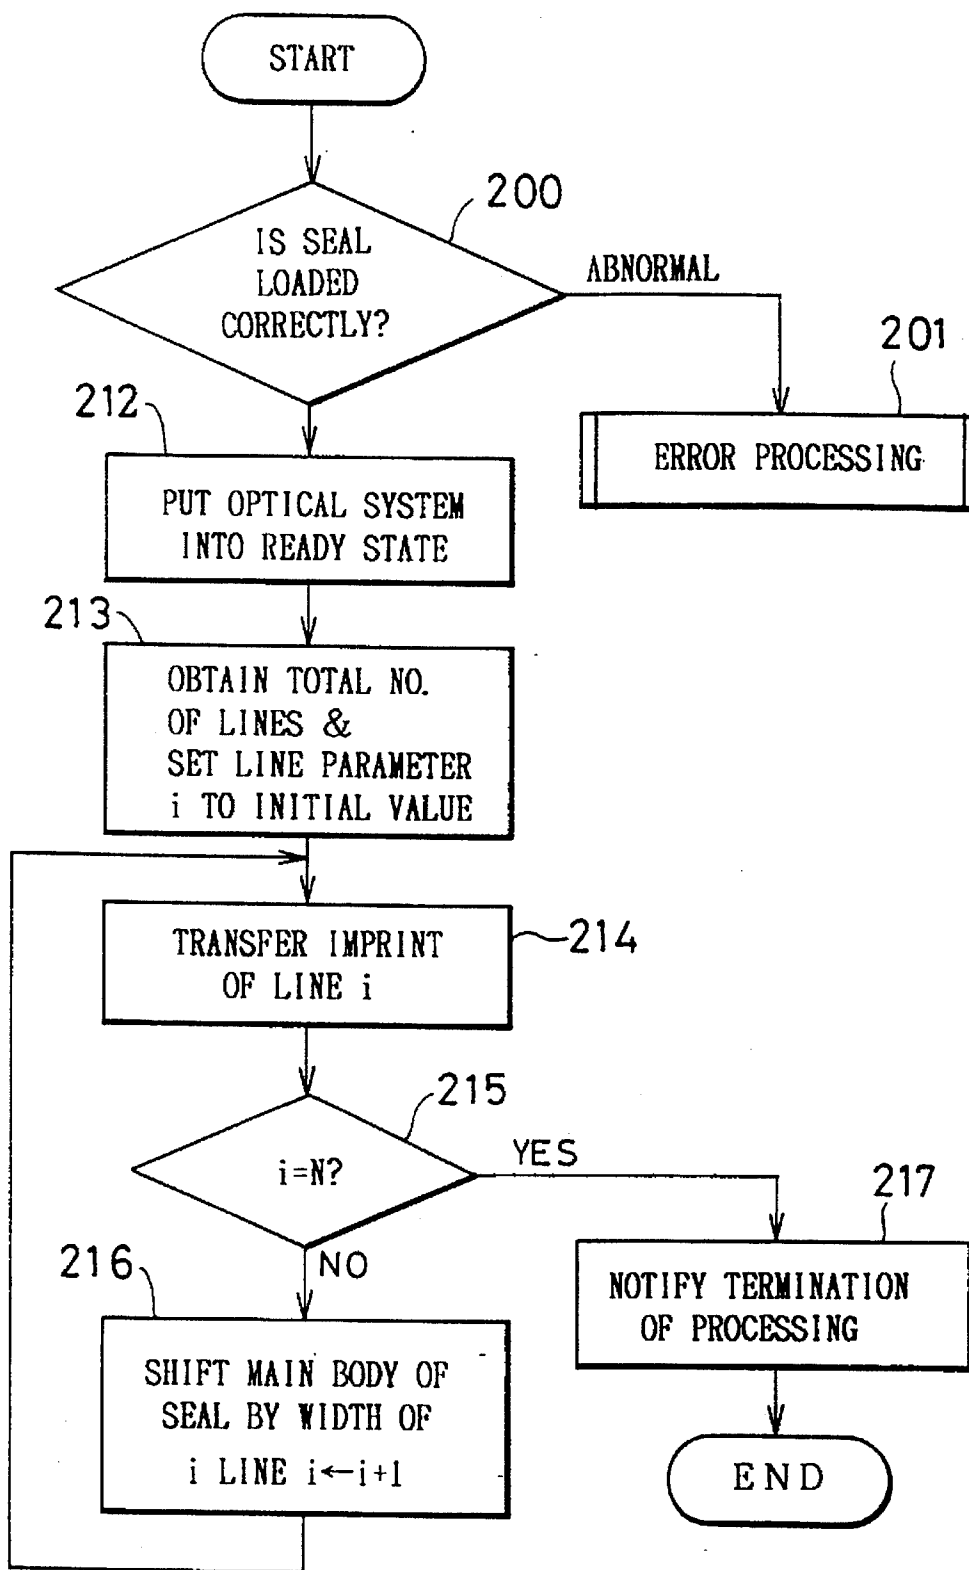 START
200
IS SEAL
LOADED
CORRECTLY?
ABNORMAL
201
ERROR PROCESSING
212
PUT OPTICAL SYSTEM
INTO READY STATE
213
OBTAIN TOTAL NO.
OF LINES &
SET LINE PARAMETER
i TO INITIAL VALUE
214
TRANSFER IMPRINT
OF LINE i
215
i=N?
YES
NO
217
NOTIFY TERMINATION
OF PROCESSING
216
SHIFT MAIN BODY OF
SEAL BY WIDTH OF
i LINE i←i+1
END